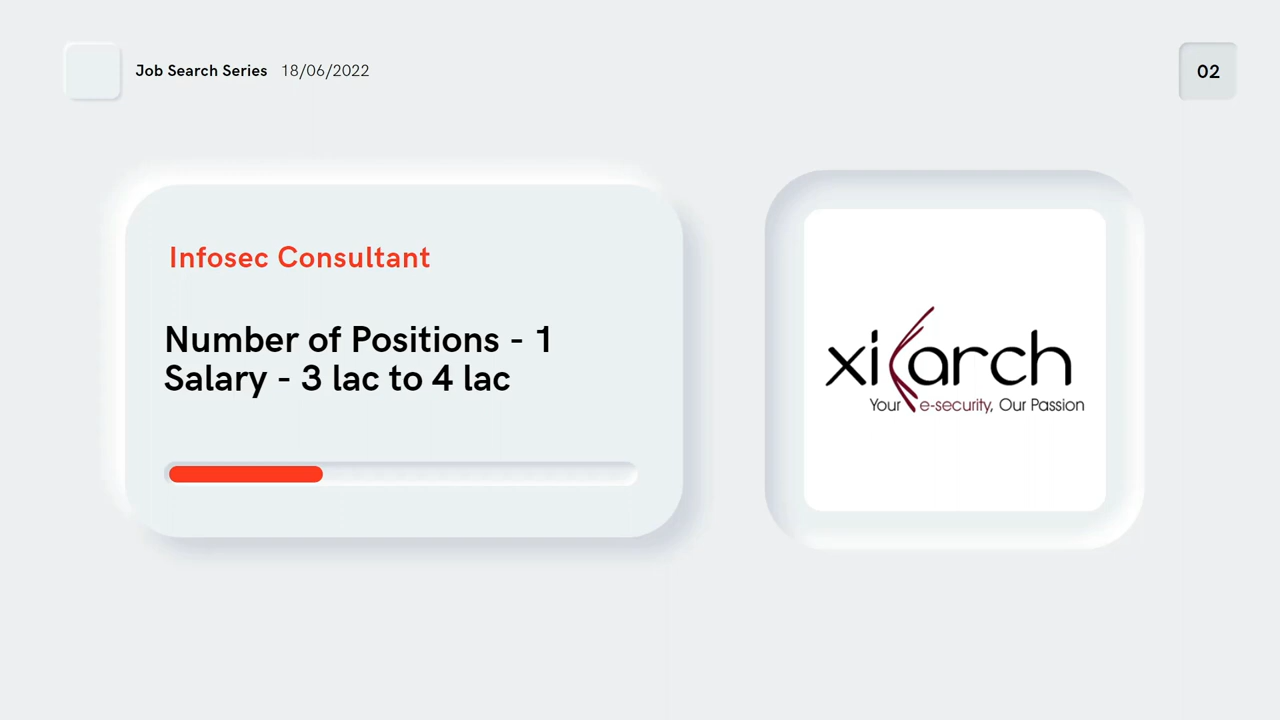 Job Search Series 18/06/2022
02
Infosec Consultant
Number of Positions - 1
Salary - 3 lac to 4 lac
xiarch
Your e-security, Our Passion